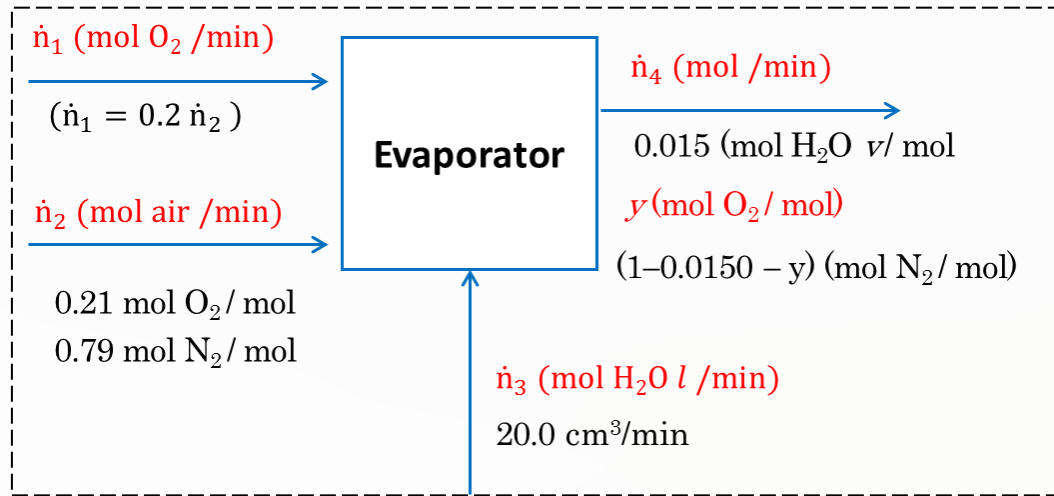 ṅ₁ (mol O₂ /min)
(ṅ₁ = 0.2 ṅ₂ )
ṅ₂ (mol air /min)
0.21 mol O₂ / mol
0.79 mol N₂ / mol
Evaporator
ṅ₃ (mol H₂O l /min)
20.0 cm³/min
ṅ₄ (mol /min)
0.015 (mol H₂O v/ mol
y (mol O₂ / mol)
(1–0.0150 – y) (mol N₂ / mol)